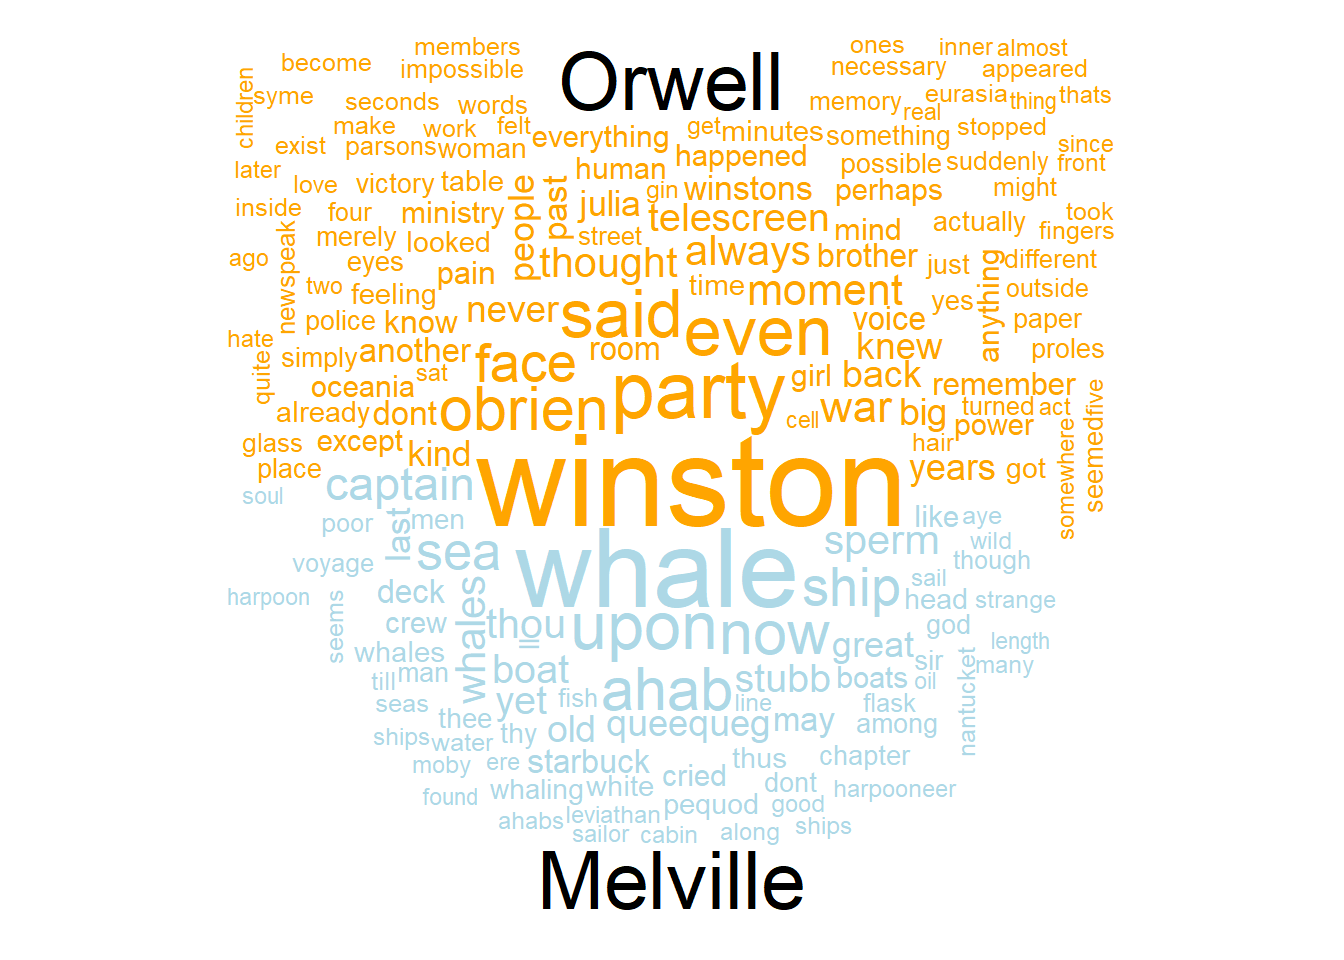 Orwell
members ones inner almost
become impossible necessary appeared
children syme seconds words memory real eurasia thing thats
make work felt everything get minutes something stopped
exist parsons woman human happened possible suddenly since front
later love victory table people past julia gin winstons perhaps might
inside four ministry street telescreen mind actually took fingers
newspeak merely looked thought always brother just anything different
ago eyes pain
two feeling never said time moment yes outside
police know even voice paper
hate quite simply another face room knew proles
oceania sat party girl back remember
already dont obrien cell war big turned act somewhere seemed five
glass except kind hair power
place winston years got
soul captain
poor men last like aye
voyage sea whale sperm wild though
harpoon seems deck whales ship sail head strange
crew thou ll upon now great god length
whales boat sir many nantucket
till man ahab stubb boats oil
seas yet fish line flask
thee old queequeg may among
ships water thy
moby ere starbuck thus chapter
whaling white cried dont harpooneer
found pequod good
ahabs leviathan
sailor cabin along ships
Melville